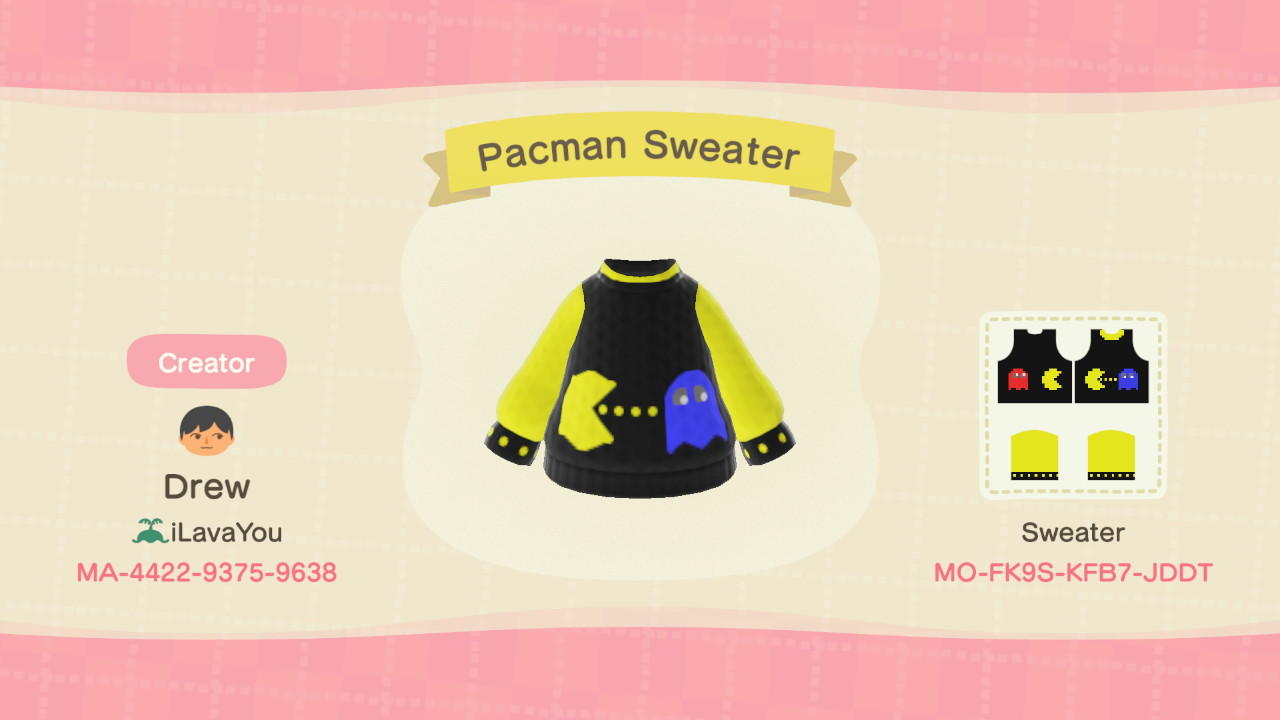 Pacman Sweater
Creator
Drew
iLavaYou
MA-4422-9375-9638
Sweater
MO-FK9S-KFB7-JDDT